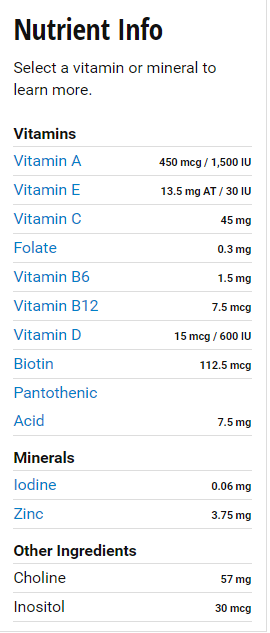 Nutrient Info
Select a vitamin or mineral to
learn more.
Vitamins
Vitamin A 450 mcg / 1,500 IU
Vitamin E 13.5 mg AT / 30 IU
Vitamin C 45 mg
Folate 0.3 mg
Vitamin B6 1.5 mg
Vitamin B12 7.5 mcg
Vitamin D 15 mcg / 600 IU
Biotin 112.5 mcg
Pantothenic
Acid 7.5 mg
Minerals
Iodine 0.06 mg
Zinc 3.75 mg
Other Ingredients
Choline 57 mg
Inositol 30 mcg